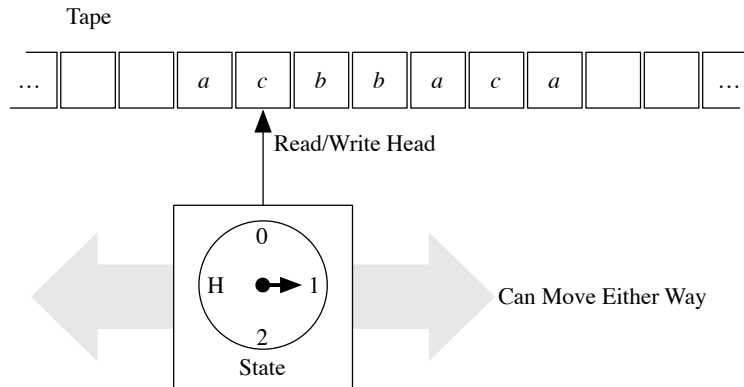 Tape
... a c b b a c a ...
Read/Write Head
0
H 1
2
State
Can Move Either Way